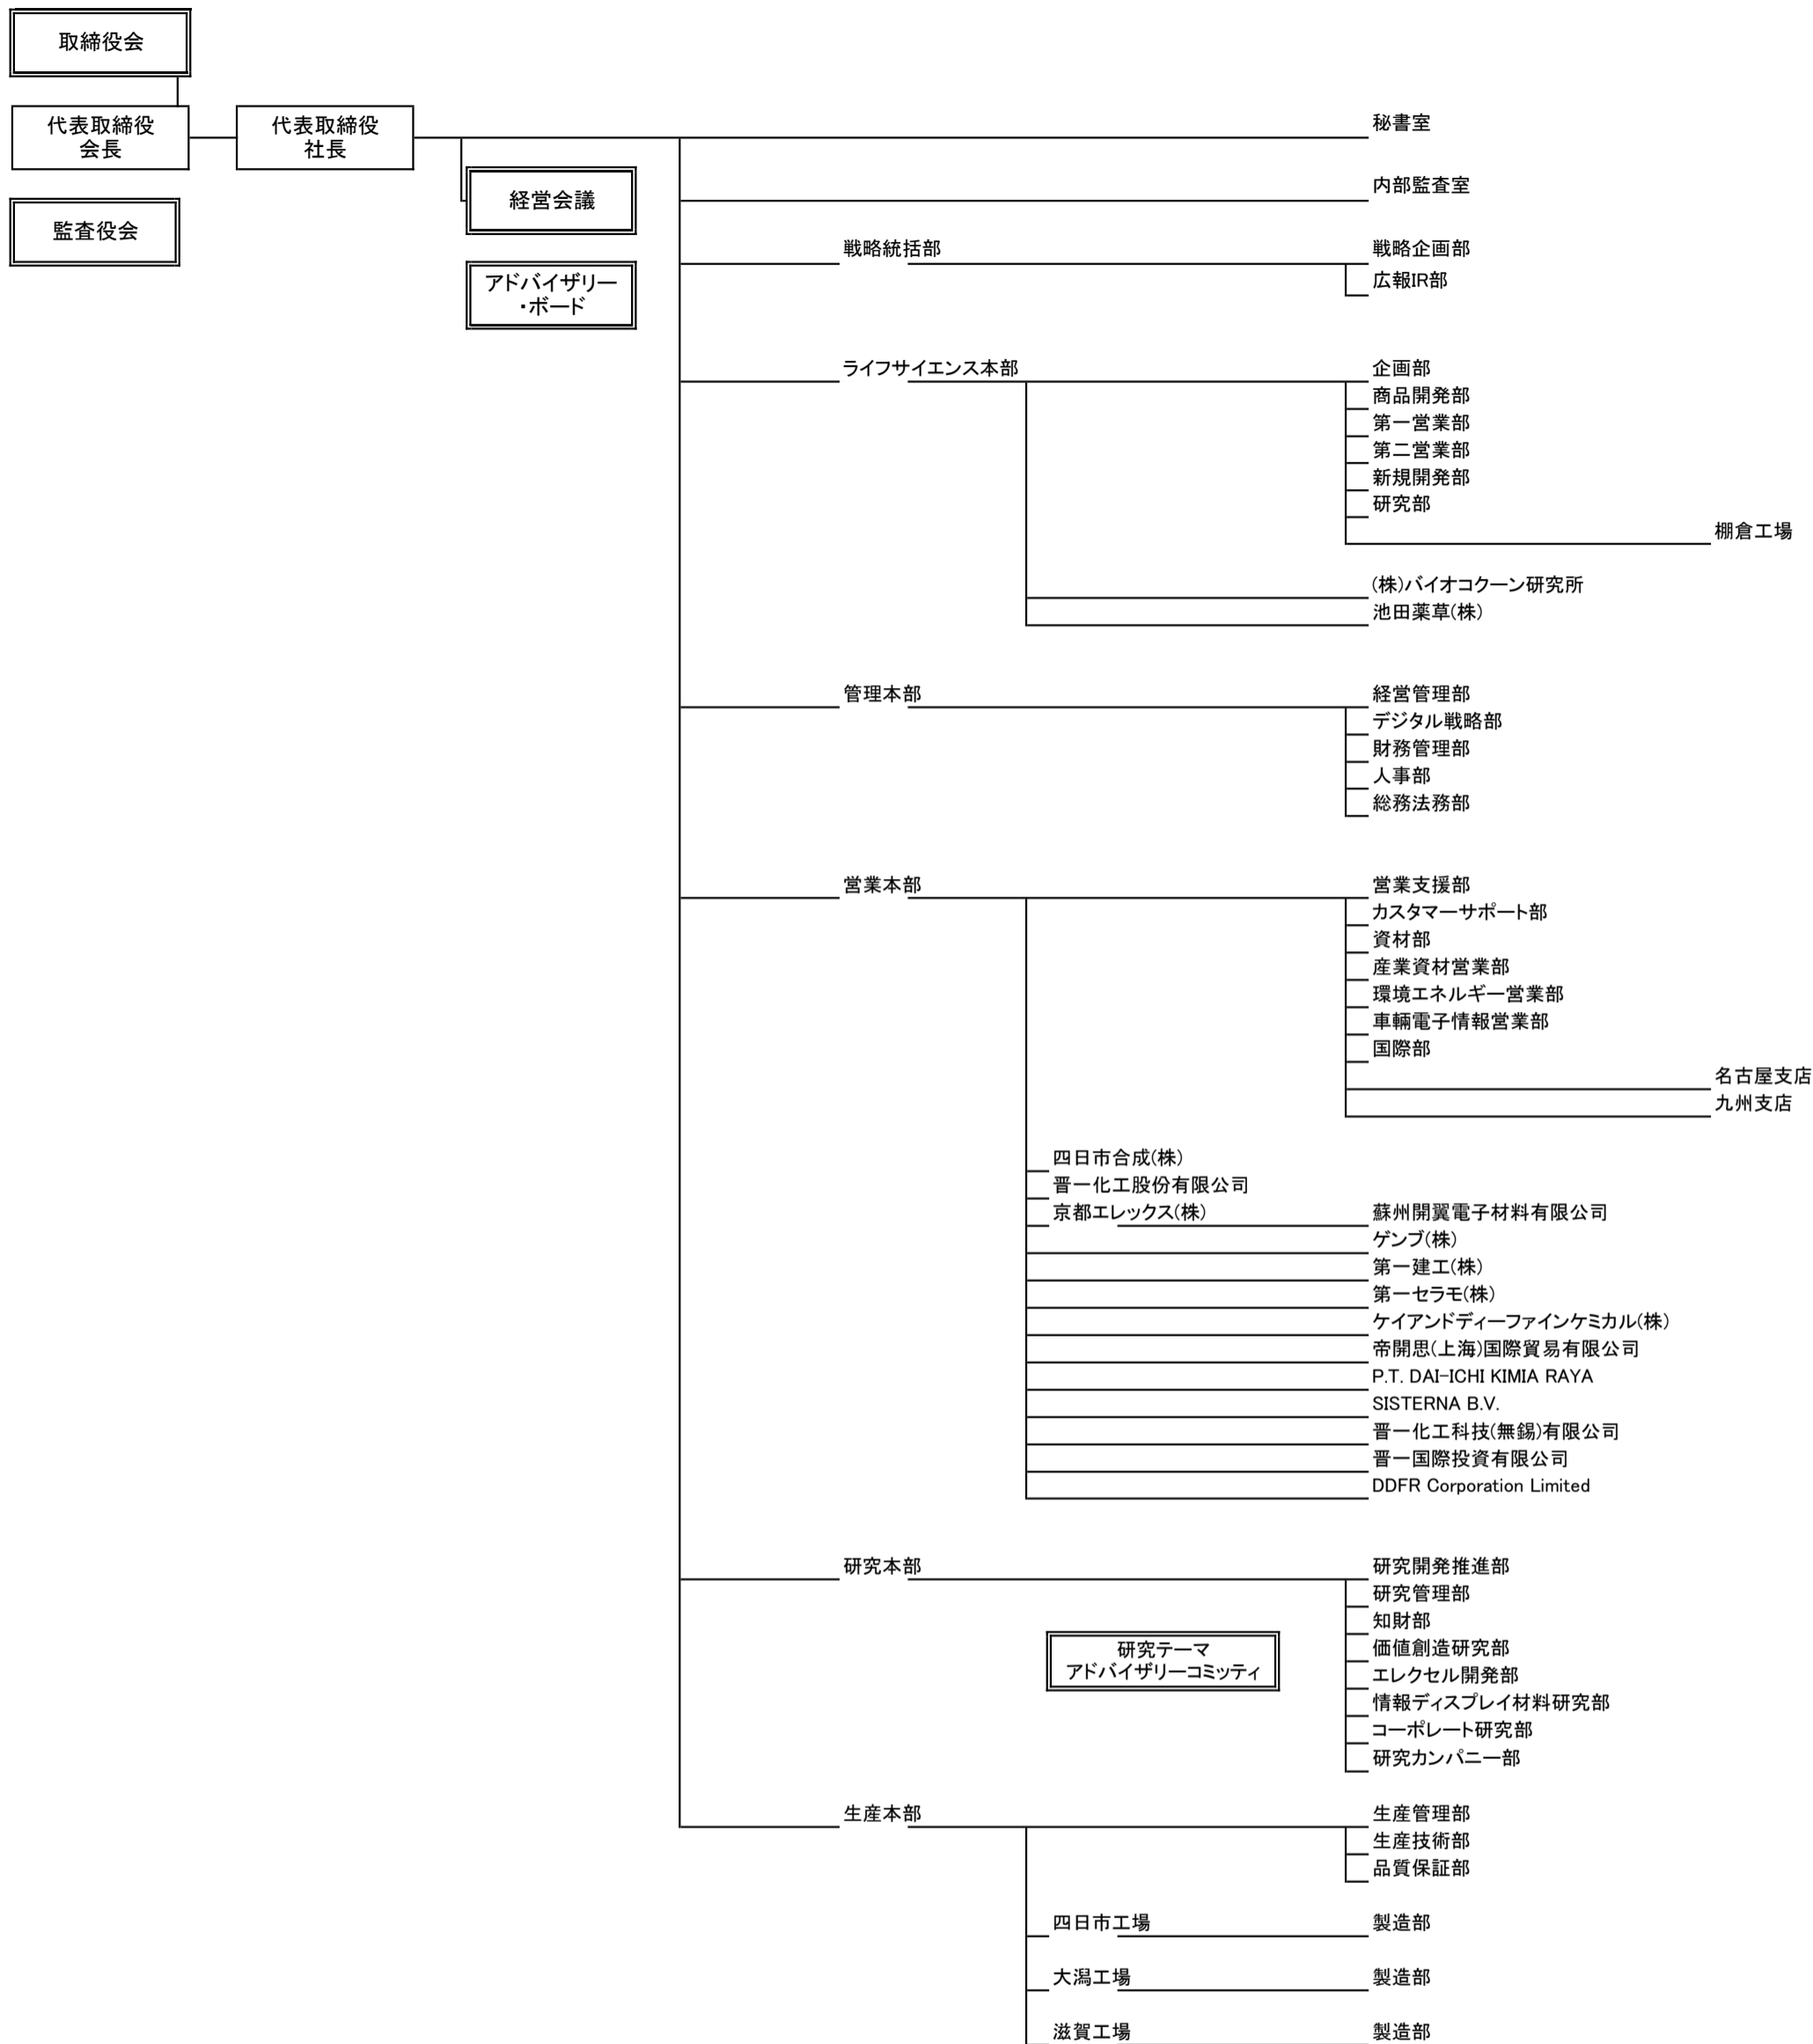 取締役会
代表取締役
会長
代表取締役
社長
秘書室
経営会議
内部監査室
監査役会
戦略統括部
戦略企画部
広報IR部
アドバイザリー
・ボード
ライフサイエンス本部
企画部
商品開発部
第一営業部
第二営業部
新規開発部
研究部
棚倉工場
(株)バイオコクーン研究所
池田薬草(株)
管理本部
経営管理部
デジタル戦略部
財務管理部
人事部
総務法務部
営業本部
営業支援部
カスタマーサポート部
資材部
産業資材営業部
環境エネルギー営業部
車輛電子情報営業部
国際部
名古屋支店
九州支店
四日市合成(株)
晋一化工股份有限公司
京都エレックス(株)
蘇州開翼電子材料有限公司
ゲンブ(株)
第一建工(株)
第一セラモ(株)
ケイアンドディーファインケミカル(株)
帝開思(上海)国際貿易有限公司
P.T. DAI-ICHI KIMIA RAYA
SISTERNA B.V.
晋一化工科技(無錫)有限公司
晋一国際投資有限公司
DDFR Corporation Limited
研究本部
研究開発推進部
研究管理部
知財部
研究テーマ
アドバイザリーコミッティ
価値創造研究部
エレクセル開発部
情報ディスプレイ材料研究部
コーポレート研究部
研究カンパニー部
生産本部
生産管理部
生産技術部
品質保証部
四日市工場
製造部
大潟工場
製造部
滋賀工場
製造部